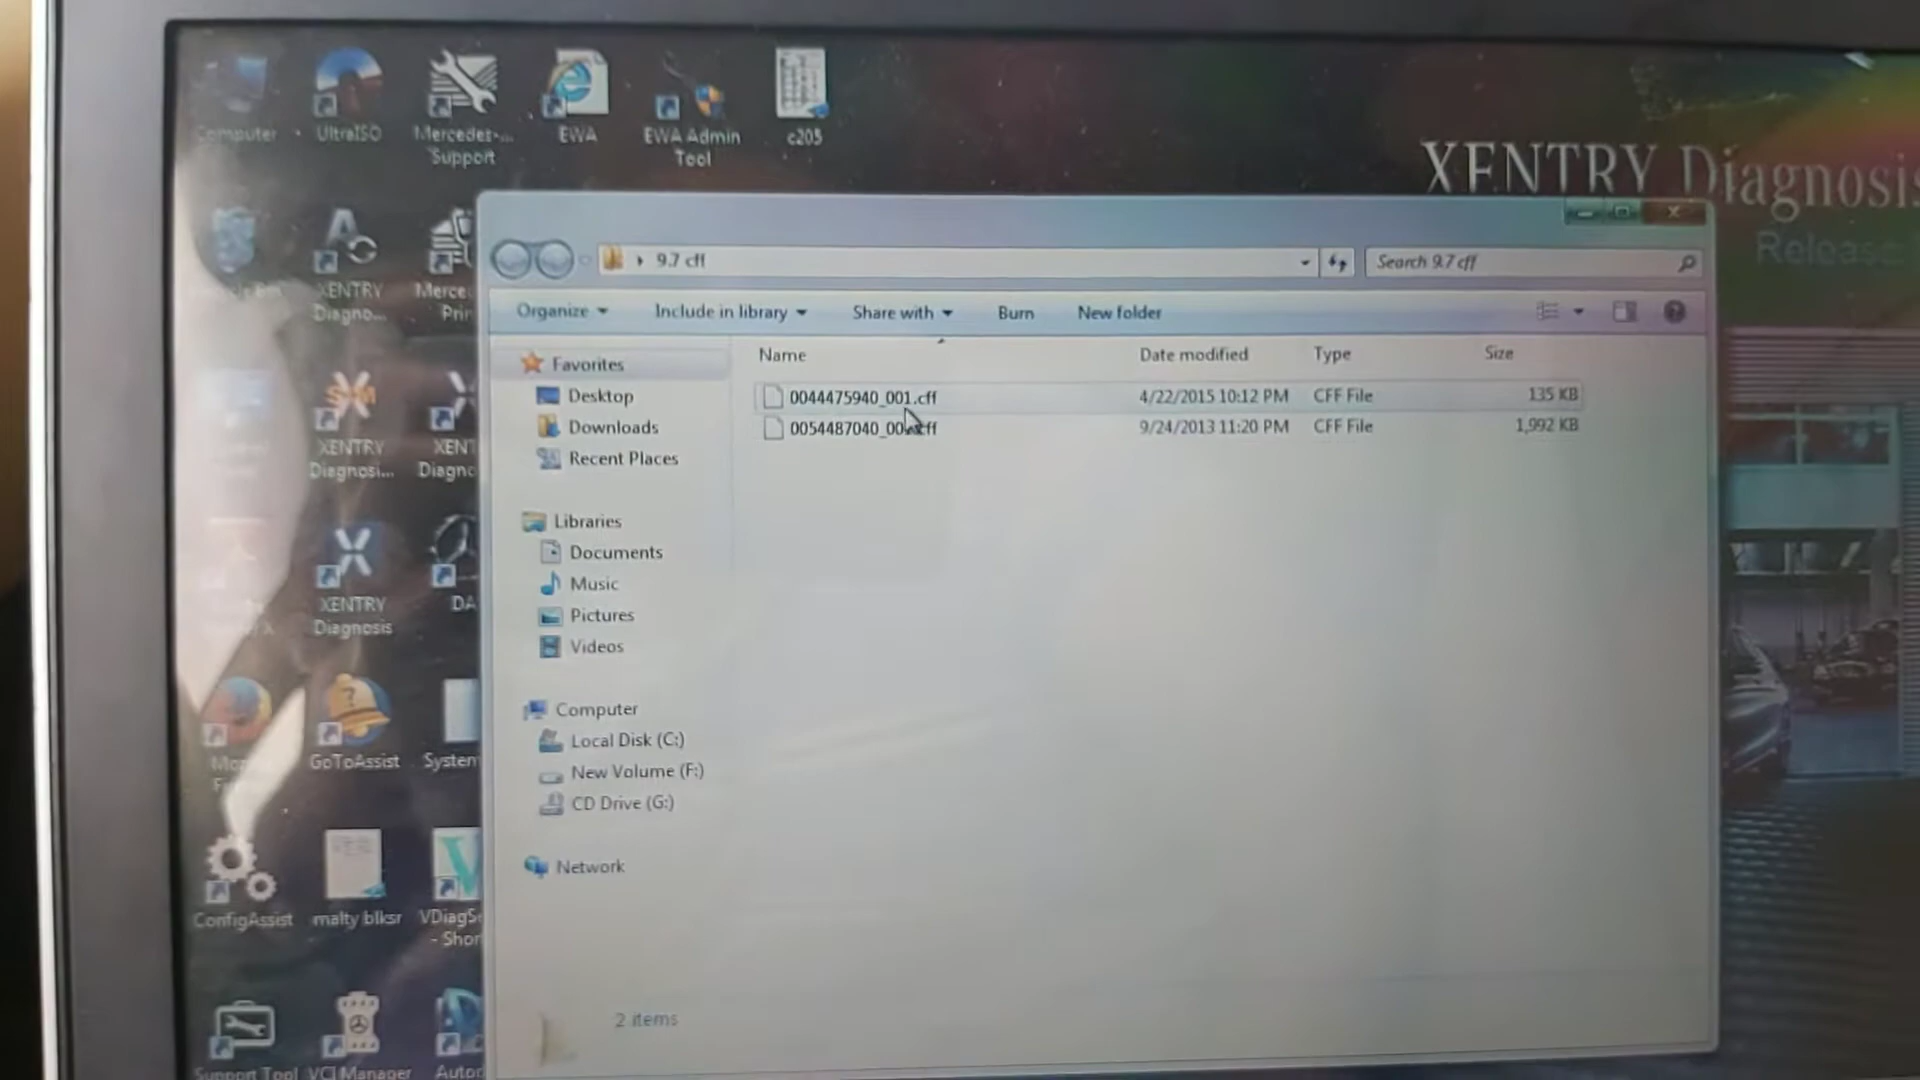 Computer
UltraISO
Mercedes-...
Support
EWA
EWA Admin
Tool
c205
XENTRY Diagnosis
Release
XENTRY
Diagno...
Merce
Prin
9.7 cff
Search 9.7 cff
Organize
Include in library
Share with
Burn
New folder
Name
Date modified
Type
Size
0044475940_001.cff
4/22/2015 10:12 PM
CFF File
135 KB
9/24/2013 11:20 PM
CFF File
1,992 KB
Favorites
Desktop
Downloads
Recent Places
Libraries
Documents
Music
Pictures
Videos
Computer
Local Disk (C:)
New Volume (F:)
CD Drive (G:)
Network
2 items
XENTRY
Diagnosi...
XENT
Diagno
XENTRY
Diagnosis
DA
GoToAssist
System
ConfigAssist
malty blksr
VDiagSe
- Shor
Support Tool
VCI Manager
Autod